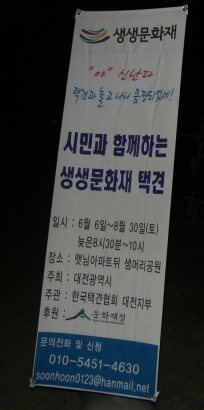 생생문화재
"야" 신난다
택견과 놀고 나니 몸짱되었네!
시민과 함께하는
생생문화재 택견
일시 : 6월 6일~8월 30일(토)
늦은8시30분~10시
장소 : 햇님아파트뒤 샘머리공원
주최 : 대전광역시
주관 : 한국택견협회 대전지부
후원 : 문화재청
문의전화 및 신청
010-5451-4630
soonhoon0123@hanmail.net